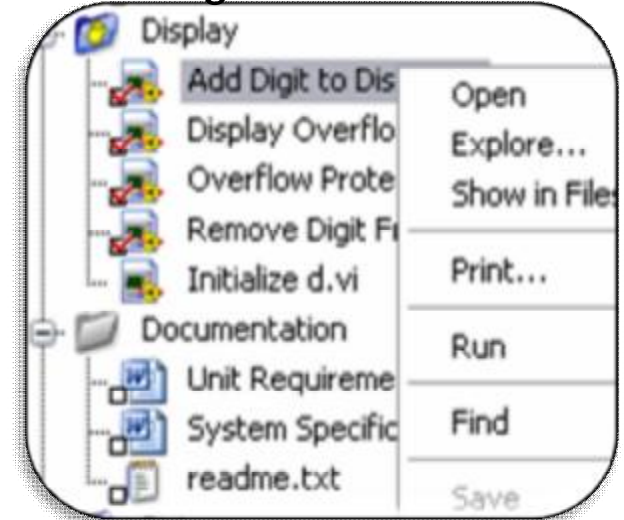 Display
Add Digit to Dis
Display Overflo
Overflow Prote
Remove Digit Fr
Initialize d.vi
Documentation
Unit Requireme
System Specific
readme.txt
Open
Explore...
Show in Files
Print...
Run
Find
Save